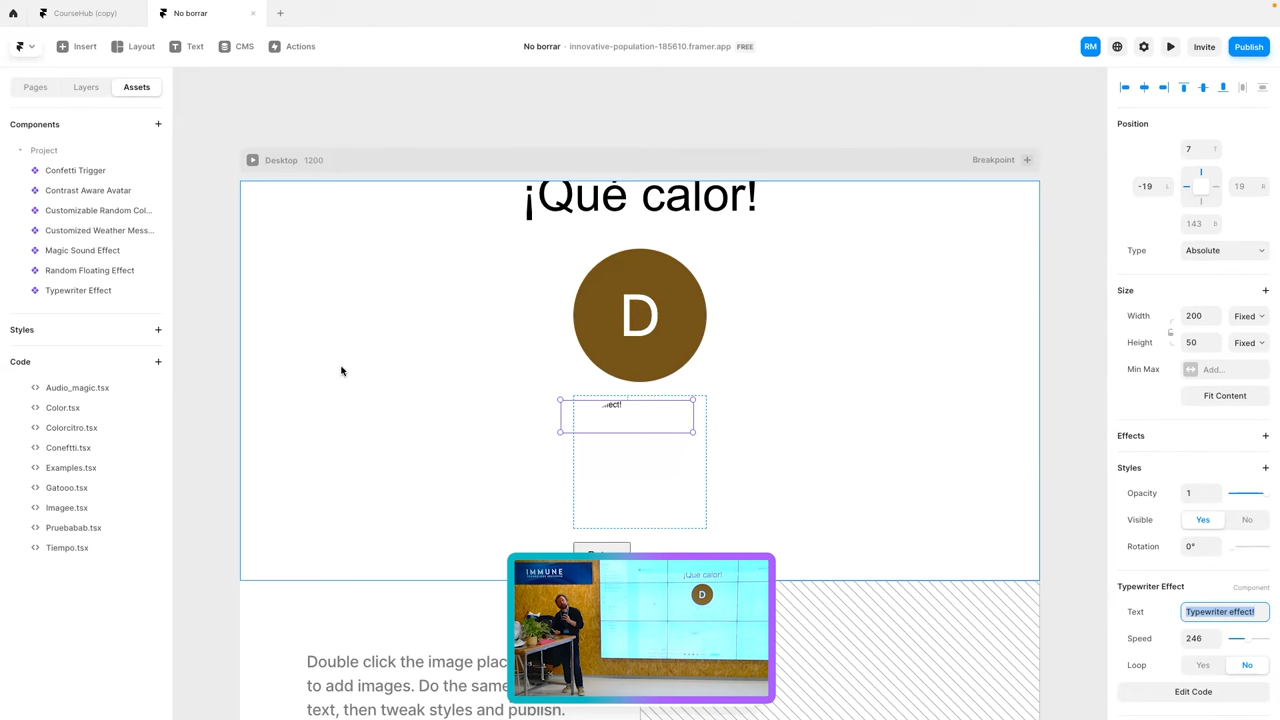 CourseHub (copy)
No borrar
Insert
Layout
Text
CMS
Actions
No borrar · innovative-population-185610.framer.app FREE
RM
Invite
Publish
Pages
Layers
Assets
Components
Project
Confetti Trigger
Contrast Aware Avatar
Customizable Random Col...
Customized Weather Mess...
Magic Sound Effect
Random Floating Effect
Typewriter Effect
Styles
Code
Audio_magic.tsx
Color.tsx
Colorcitro.tsx
Coneftti.tsx
Examples.tsx
Gatooo.tsx
Imagee.tsx
Pruebabab.tsx
Tiempo.tsx
Desktop 1200
Breakpoint
¡Qué calor!
D
Double click the image plac
to add images. Do the same
text, then tweak styles and publish.
IMMUNE
¡Qué calor!
D
Position
7 T
-19 L
19 R
143 B
Type Absolute
Size
Width 200 Fixed
Height 50 Fixed
Min Max Add...
Fit Content
Effects
Styles
Opacity 1
Visible Yes No
Rotation 0°
Typewriter Effect Component
Text Typewriter effect!
Speed 246
Loop Yes No
Edit Code